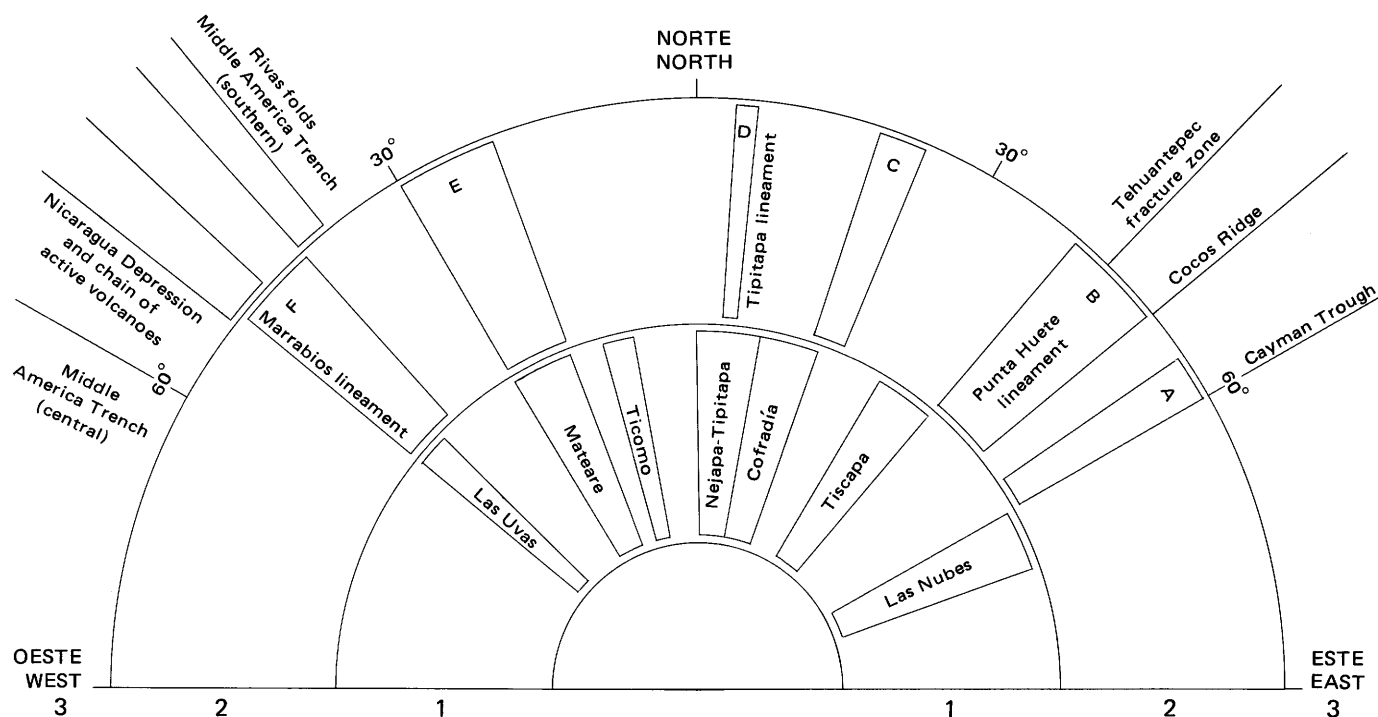 NORTE
NORTH
Rivas folds
Middle America Trench
(southern)
30°
30°
Tehuantepec
fracture zone
Cocos Ridge
Cayman Trough
60°
Nicaragua Depression
and chain of
active volcanoes
60°
Middle
America Trench
(central)
F
Marrabios lineament
E
D
Tipitapa lineament
C
B
Punta Huete
lineament
A
Las Uvas
Mateare
Ticomo
Nejapa-Tipitapa
Cofradía
Tiscapa
Las Nubes
OESTE
WEST
ESTE
EAST
3
2
1
1
2
3